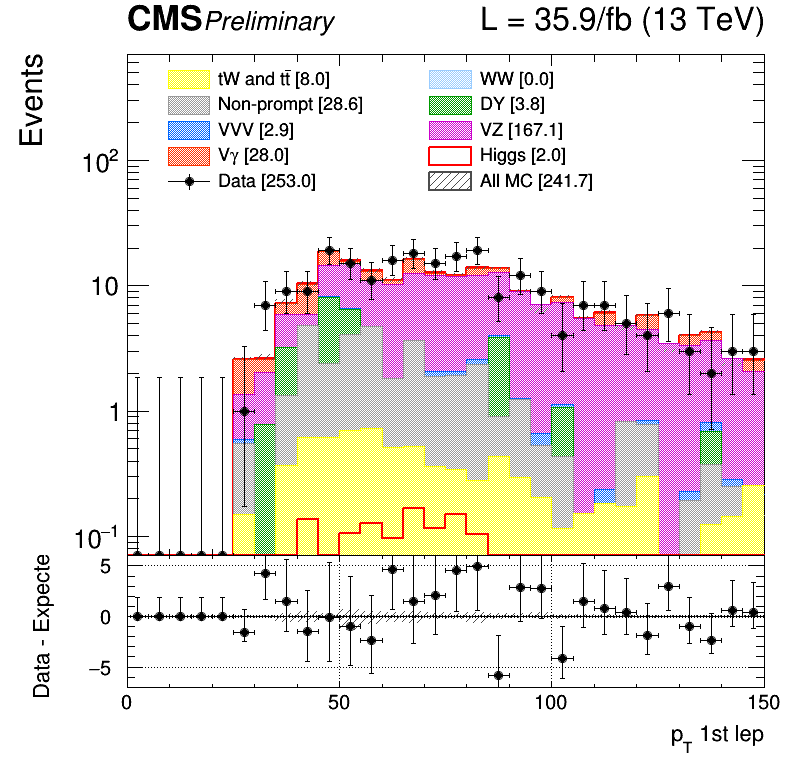 CMS Preliminary L = 35.9/fb (13 TeV)
Events
tW and tt̄ [8.0] WW [0.0]
Non-prompt [28.6] DY [3.8]
VVV [2.9] VZ [167.1]
Vγ [28.0] Higgs [2.0]
Data [253.0] All MC [241.7]
10²
10
1
10⁻¹
Data - Expecte
5
0
−5
0 50 100 150
p_T 1st lep